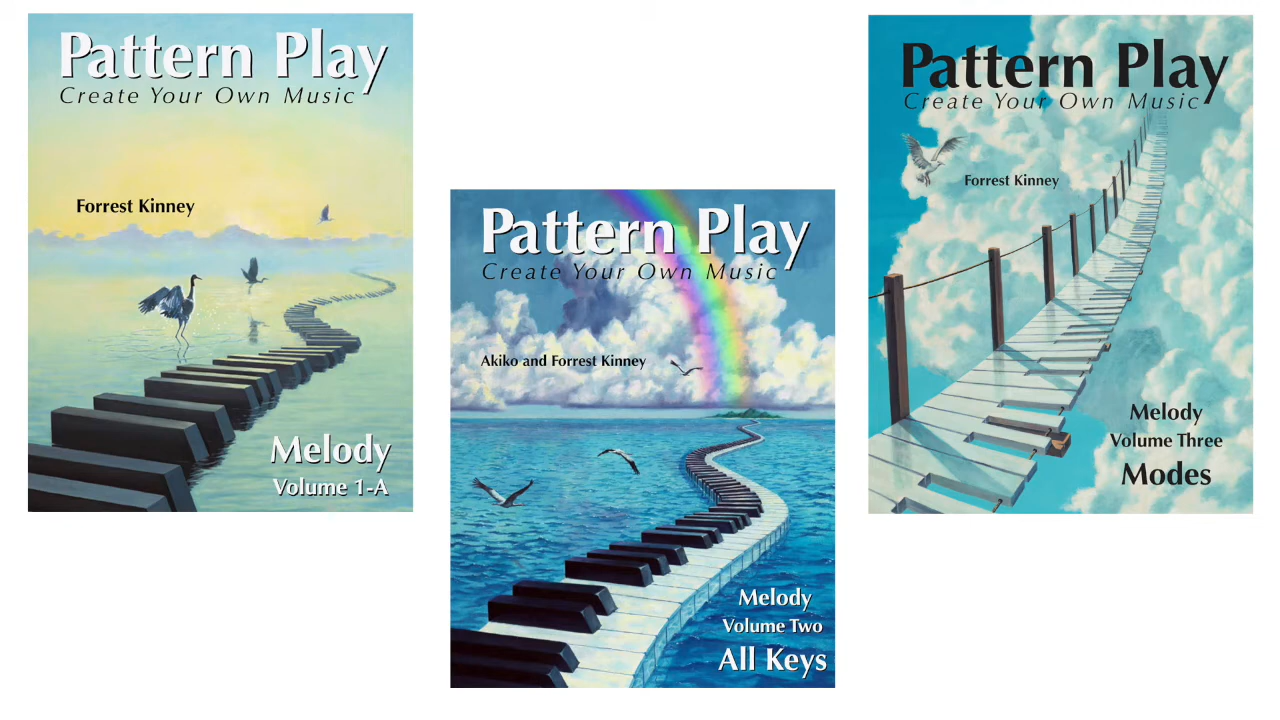 Pattern Play
Create Your Own Music
Forrest Kinney
Melody
Volume 1-A
Pattern Play
Create Your Own Music
Akiko and Forrest Kinney
Melody
Volume Two
All Keys
Pattern Play
Create Your Own Music
Forrest Kinney
Melody
Volume Three
Modes